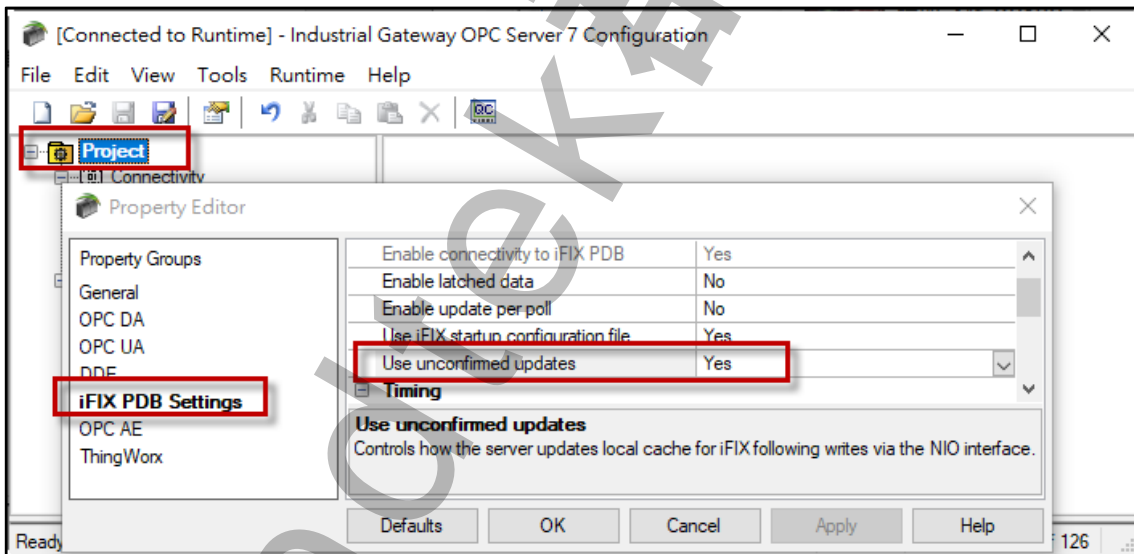 [Connected to Runtime] - Industrial Gateway OPC Server 7 Configuration
File Edit View Tools Runtime Help
Project
Connectivity
Property Editor
Property Groups
General
OPC DA
OPC UA
DDE
iFIX PDB Settings
OPC AE
ThingWorx
Enable connectivity to iFIX PDB Yes
Enable latched data No
Enable update per poll No
Use iFIX startup configuration file Yes
Use unconfirmed updates Yes
Timing
Use unconfirmed updates
Controls how the server updates local cache for iFIX following writes via the NIO interface.
Defaults OK Cancel Apply Help
Ready 126